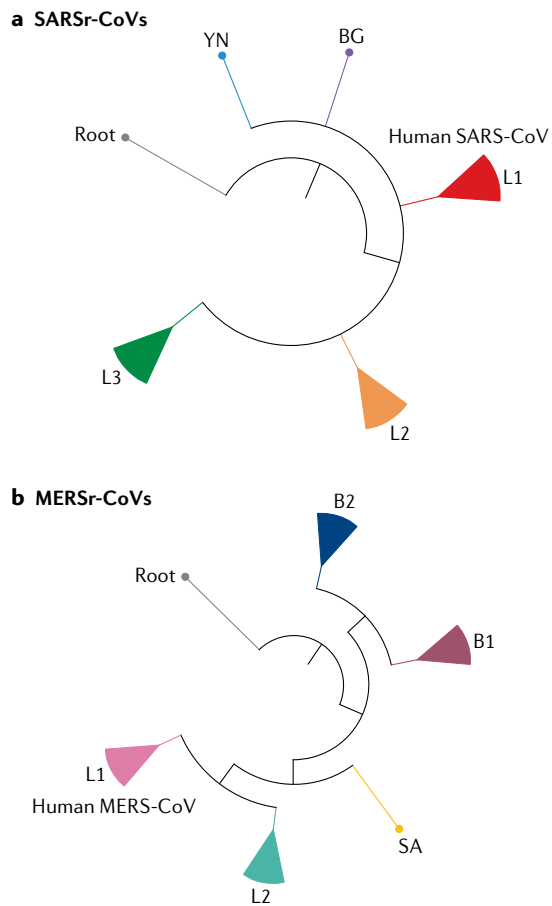 a SARSr-CoVs
YN
BG
Root
Human SARS-CoV
L1
L3
L2
b MERSr-CoVs
B2
Root
B1
L1
Human MERS-CoV
SA
L2